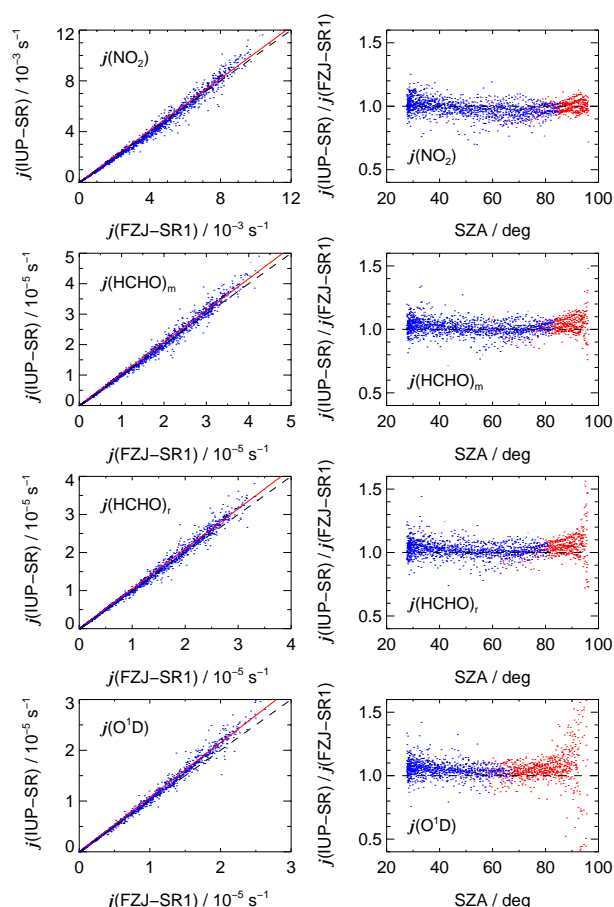 12
8
4
0
0 4 8 12
j(NO₂)
j(IUP−SR) / 10⁻³ s⁻¹
j(FZJ−SR1) / 10⁻³ s⁻¹
1.5
1.0
0.5
20 40 60 80 100
j(NO₂)
j(IUP−SR) / j(FZJ−SR1)
SZA / deg
5
4
3
2
1
0
0 1 2 3 4 5
j(HCHO)ₘ
j(IUP−SR) / 10⁻⁵ s⁻¹
j(FZJ−SR1) / 10⁻⁵ s⁻¹
1.5
1.0
0.5
20 40 60 80 100
j(HCHO)ₘ
j(IUP−SR) / j(FZJ−SR1)
SZA / deg
4
3
2
1
0
0 1 2 3 4
j(HCHO)ᵣ
j(IUP−SR) / 10⁻⁵ s⁻¹
j(FZJ−SR1) / 10⁻⁵ s⁻¹
1.5
1.0
0.5
20 40 60 80 100
j(HCHO)ᵣ
j(IUP−SR) / j(FZJ−SR1)
SZA / deg
3
2
1
0
0 1 2 3
j(O¹D)
j(IUP−SR) / 10⁻⁵ s⁻¹
j(FZJ−SR1) / 10⁻⁵ s⁻¹
1.5
1.0
0.5
20 40 60 80 100
j(O¹D)
j(IUP−SR) / j(FZJ−SR1)
SZA / deg